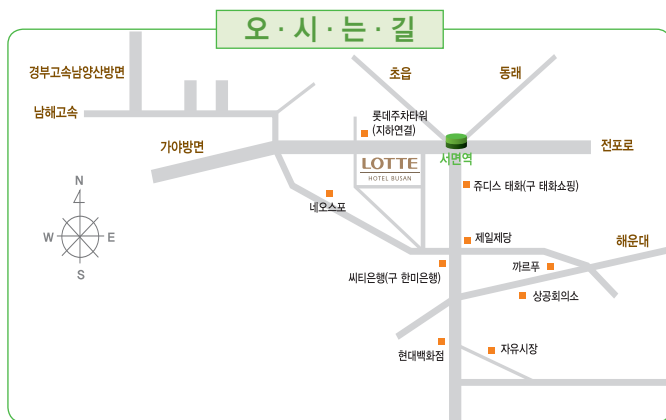 오·시·는·길
경부고속남양산방면
초읍
동래
남해고속
롯데주차타워
(지하연결)
가야방면
전포로
서면역
LOTTE
HOTEL BUSAN
쥬디스 태화(구 태화쇼핑)
N
W
E
S
네오스포
제일제당
해운대
까르푸
씨티은행(구 한미은행)
상공회의소
현대백화점
자유시장